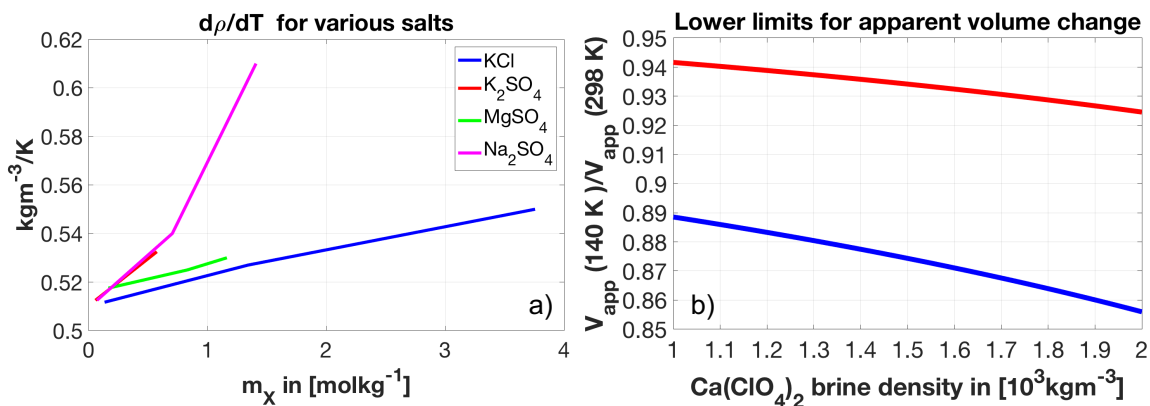 dρ/dT for various salts
0.62
0.6
0.58
0.56
0.54
0.52
0.5
kgm⁻³/K
0
1
2
3
4
m_X in [molkg⁻¹]
KCl
K₂SO₄
MgSO₄
Na₂SO₄
a)
Lower limits for apparent volume change
0.95
0.94
0.93
0.92
0.91
0.9
0.89
0.88
0.87
0.86
0.85
V_app (140 K )/V_app (298 K)
1
1.1
1.2
1.3
1.4
1.5
1.6
1.7
1.8
1.9
2
Ca(ClO₄)₂ brine density in [10³kgm⁻³]
b)